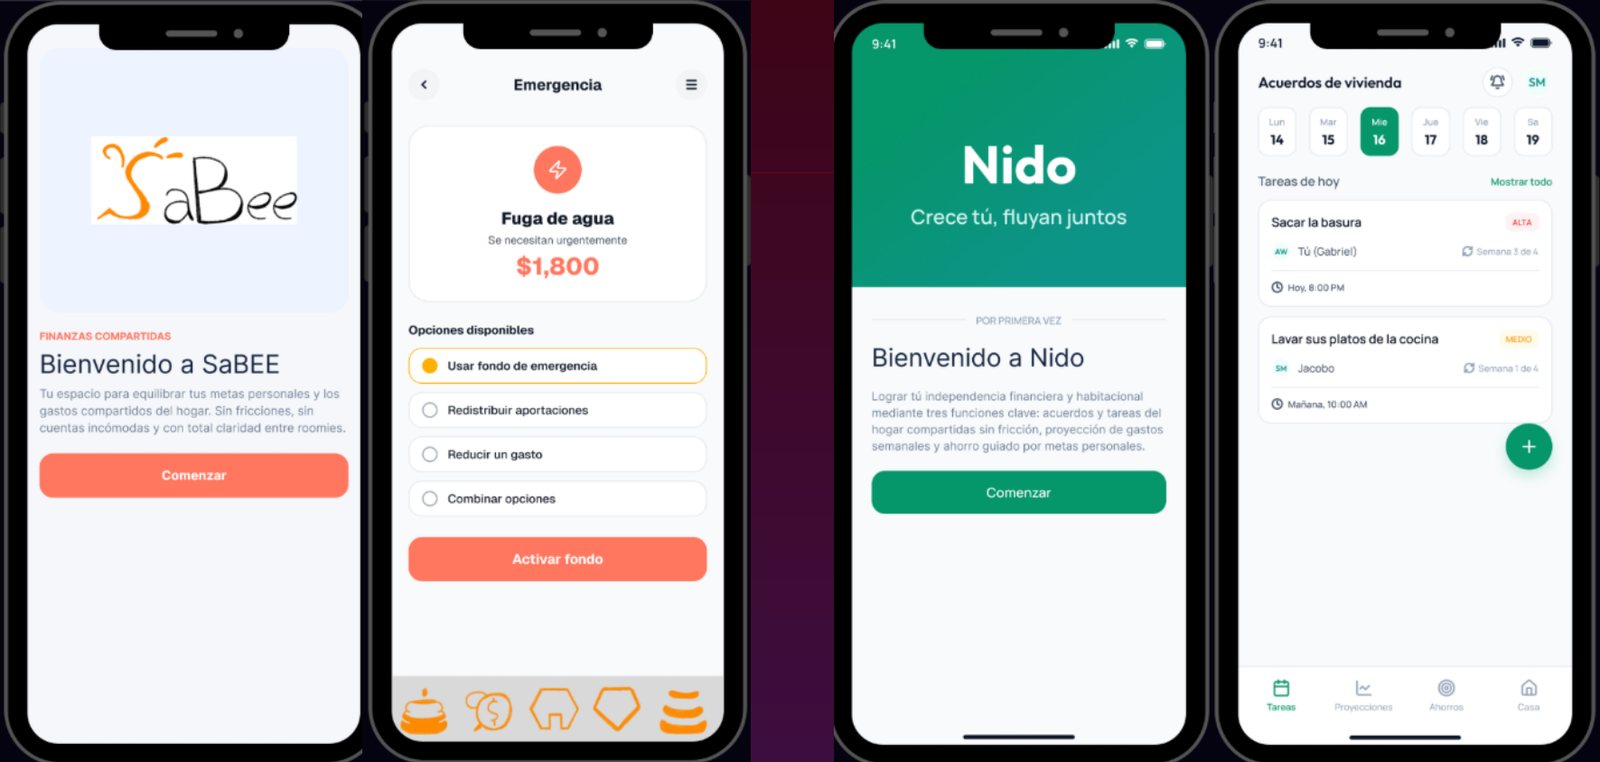 SaBee
FINANZAS COMPARTIDAS
Bienvenido a SaBEE
Tu espacio para equilibrar tus metas personales y los
gastos compartidos del hogar. Sin fricciones, sin
cuentas incómodas y con total claridad entre roomies.
Comenzar
Emergencia
Fuga de agua
Se necesitan urgentemente
$1,800
Opciones disponibles
Usar fondo de emergencia
Redistribuir aportaciones
Reducir un gasto
Combinar opciones
Activar fondo
$
9:41
Nido
Crece tú, fluyan juntos
POR PRIMERA VEZ
Bienvenido a Nido
Lograr tú independencia financiera y habitacional
mediante tres funciones clave: acuerdos y tareas del
hogar compartidas sin fricción, proyección de gastos
semanales y ahorro guiado por metas personales.
Comenzar
9:41
Acuerdos de vivienda SM
Lun Mar Mie Jue Vie Sa
14 15 16 17 18 19
Tareas de hoy Mostrar todo
Sacar la basura ALTA
AW Tú (Gabriel) Semana 3 de 4
Hoy, 8:00 PM
Lavar sus platos de la cocina MEDIO
SM Jacobo Semana 1 de 4
Mañana, 10:00 AM
+
Tareas Proyecciones Ahorros Casa